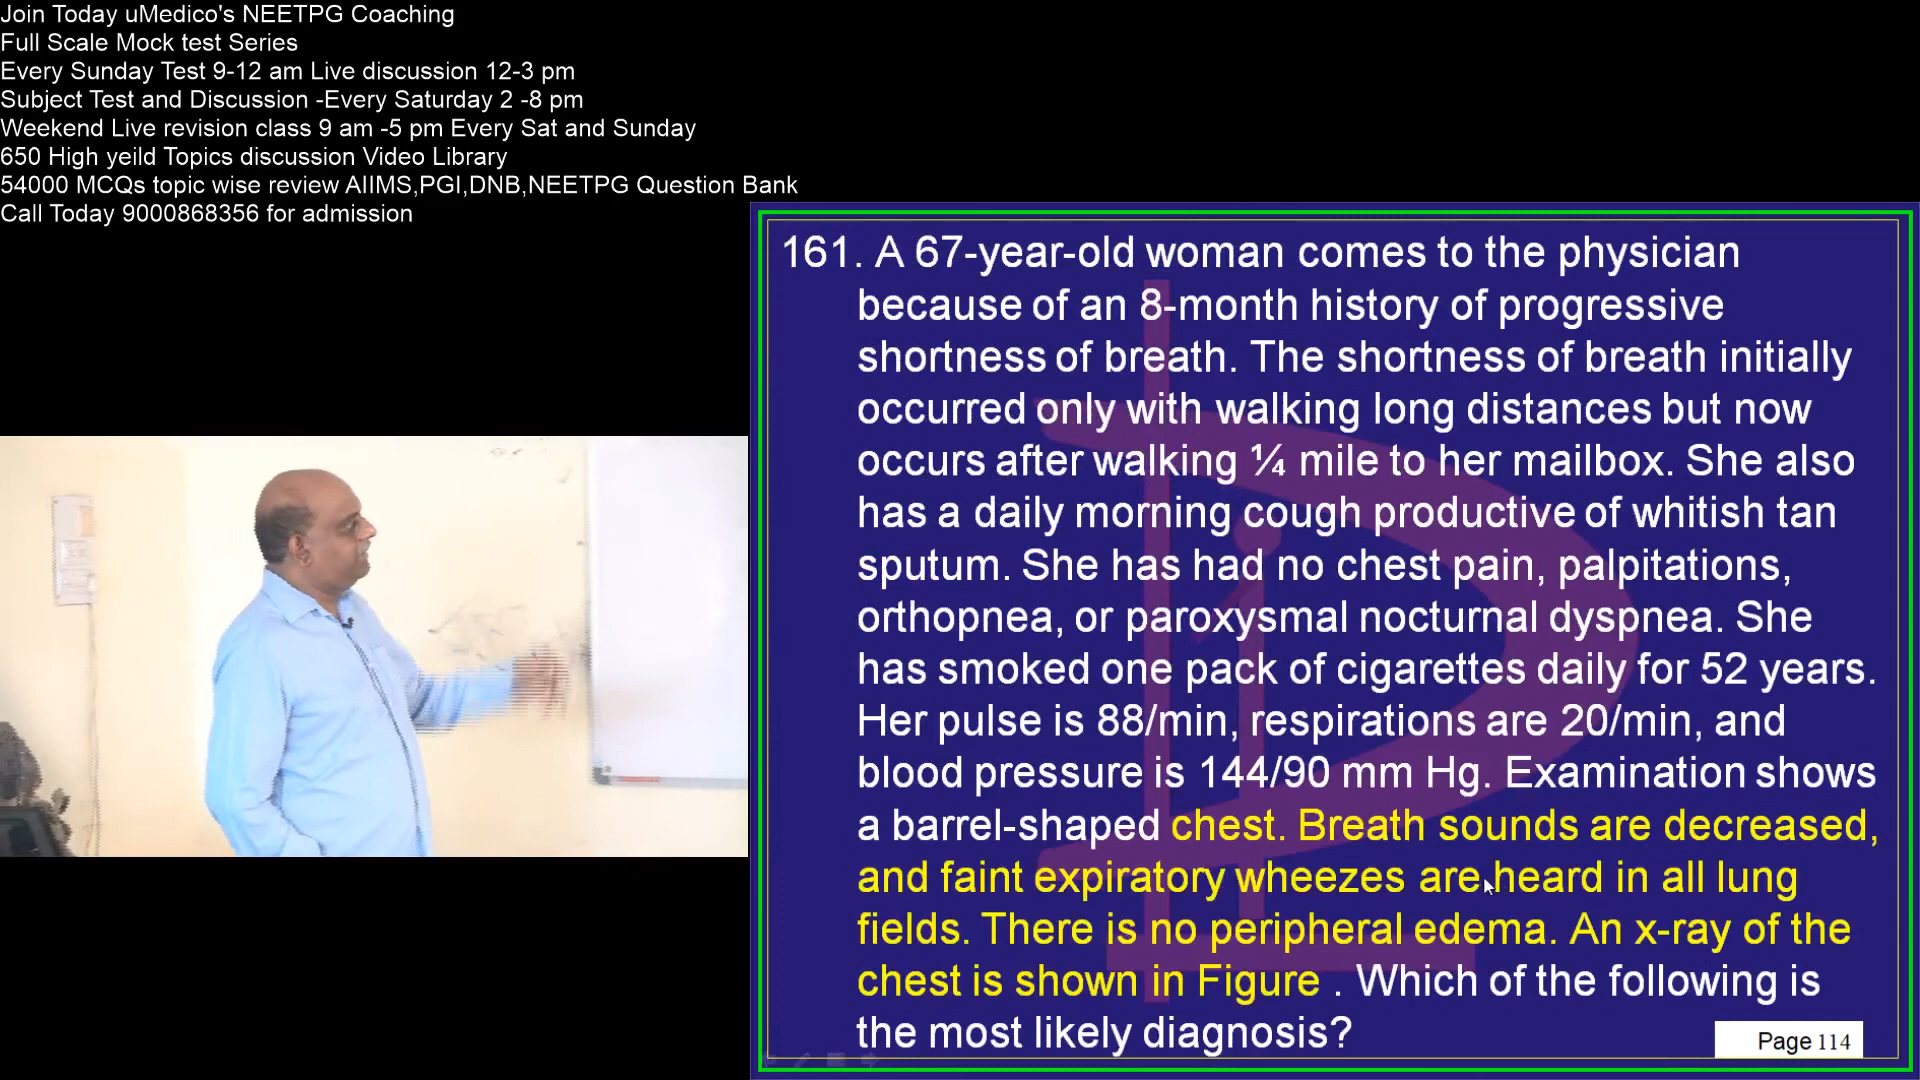 Join Today uMedico's NEETPG Coaching
Full Scale Mock test Series
Every Sunday Test 9-12 am Live discussion 12-3 pm
Subject Test and Discussion -Every Saturday 2 -8 pm
Weekend Live revision class 9 am -5 pm Every Sat and Sunday
650 High yeild Topics discussion Video Library
54000 MCQs topic wise review AIIMS,PGI,DNB,NEETPG Question Bank
Call Today 9000868356 for admission
161. A 67-year-old woman comes to the physician
because of an 8-month history of progressive
shortness of breath. The shortness of breath initially
occurred only with walking long distances but now
occurs after walking ¼ mile to her mailbox. She also
has a daily morning cough productive of whitish tan
sputum. She has had no chest pain, palpitations,
orthopnea, or paroxysmal nocturnal dyspnea. She
has smoked one pack of cigarettes daily for 52 years.
Her pulse is 88/min, respirations are 20/min, and
blood pressure is 144/90 mm Hg. Examination shows
a barrel-shaped chest. Breath sounds are decreased,
and faint expiratory wheezes are heard in all lung
fields. There is no peripheral edema. An x-ray of the
chest is shown in Figure . Which of the following is
the most likely diagnosis?
Page 114